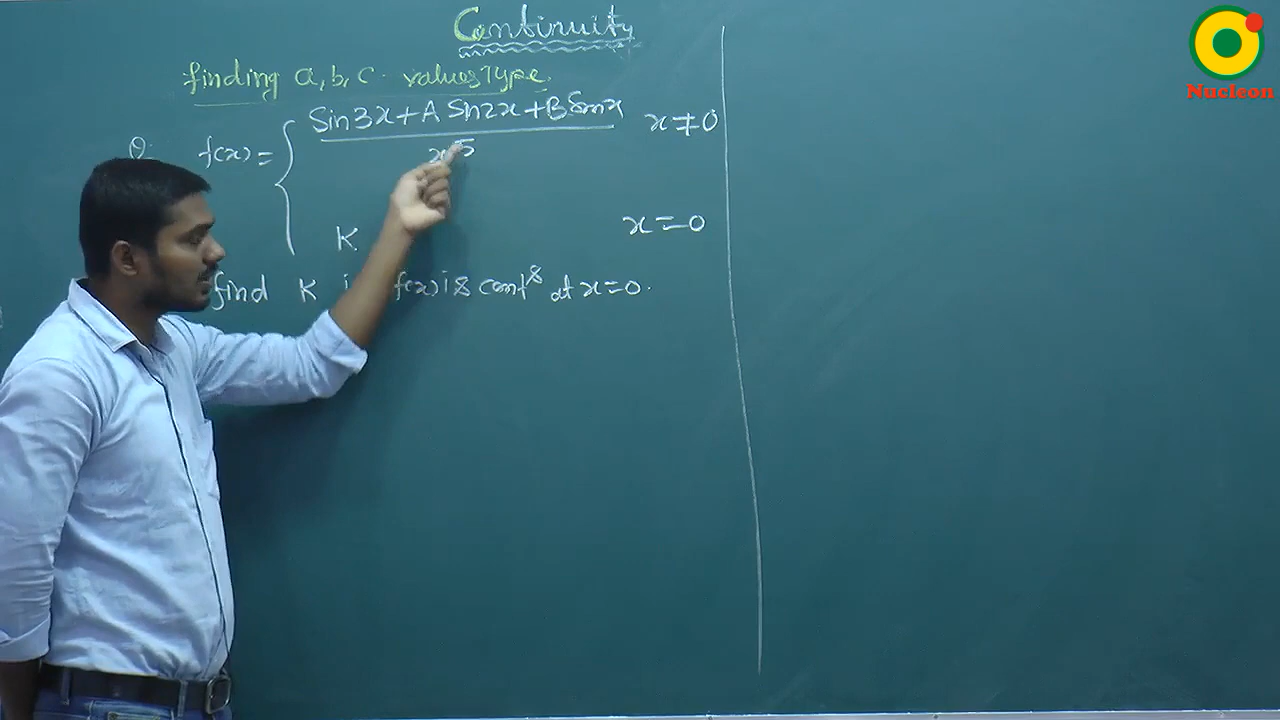 Continuity
finding a, b, c values Type.
Sin3x + A Sin2x + B Sinx x ≠ 0
Q. f(x) =
x^5
K. x = 0
find K f(x) is cont^s at x = 0.
Nucleon